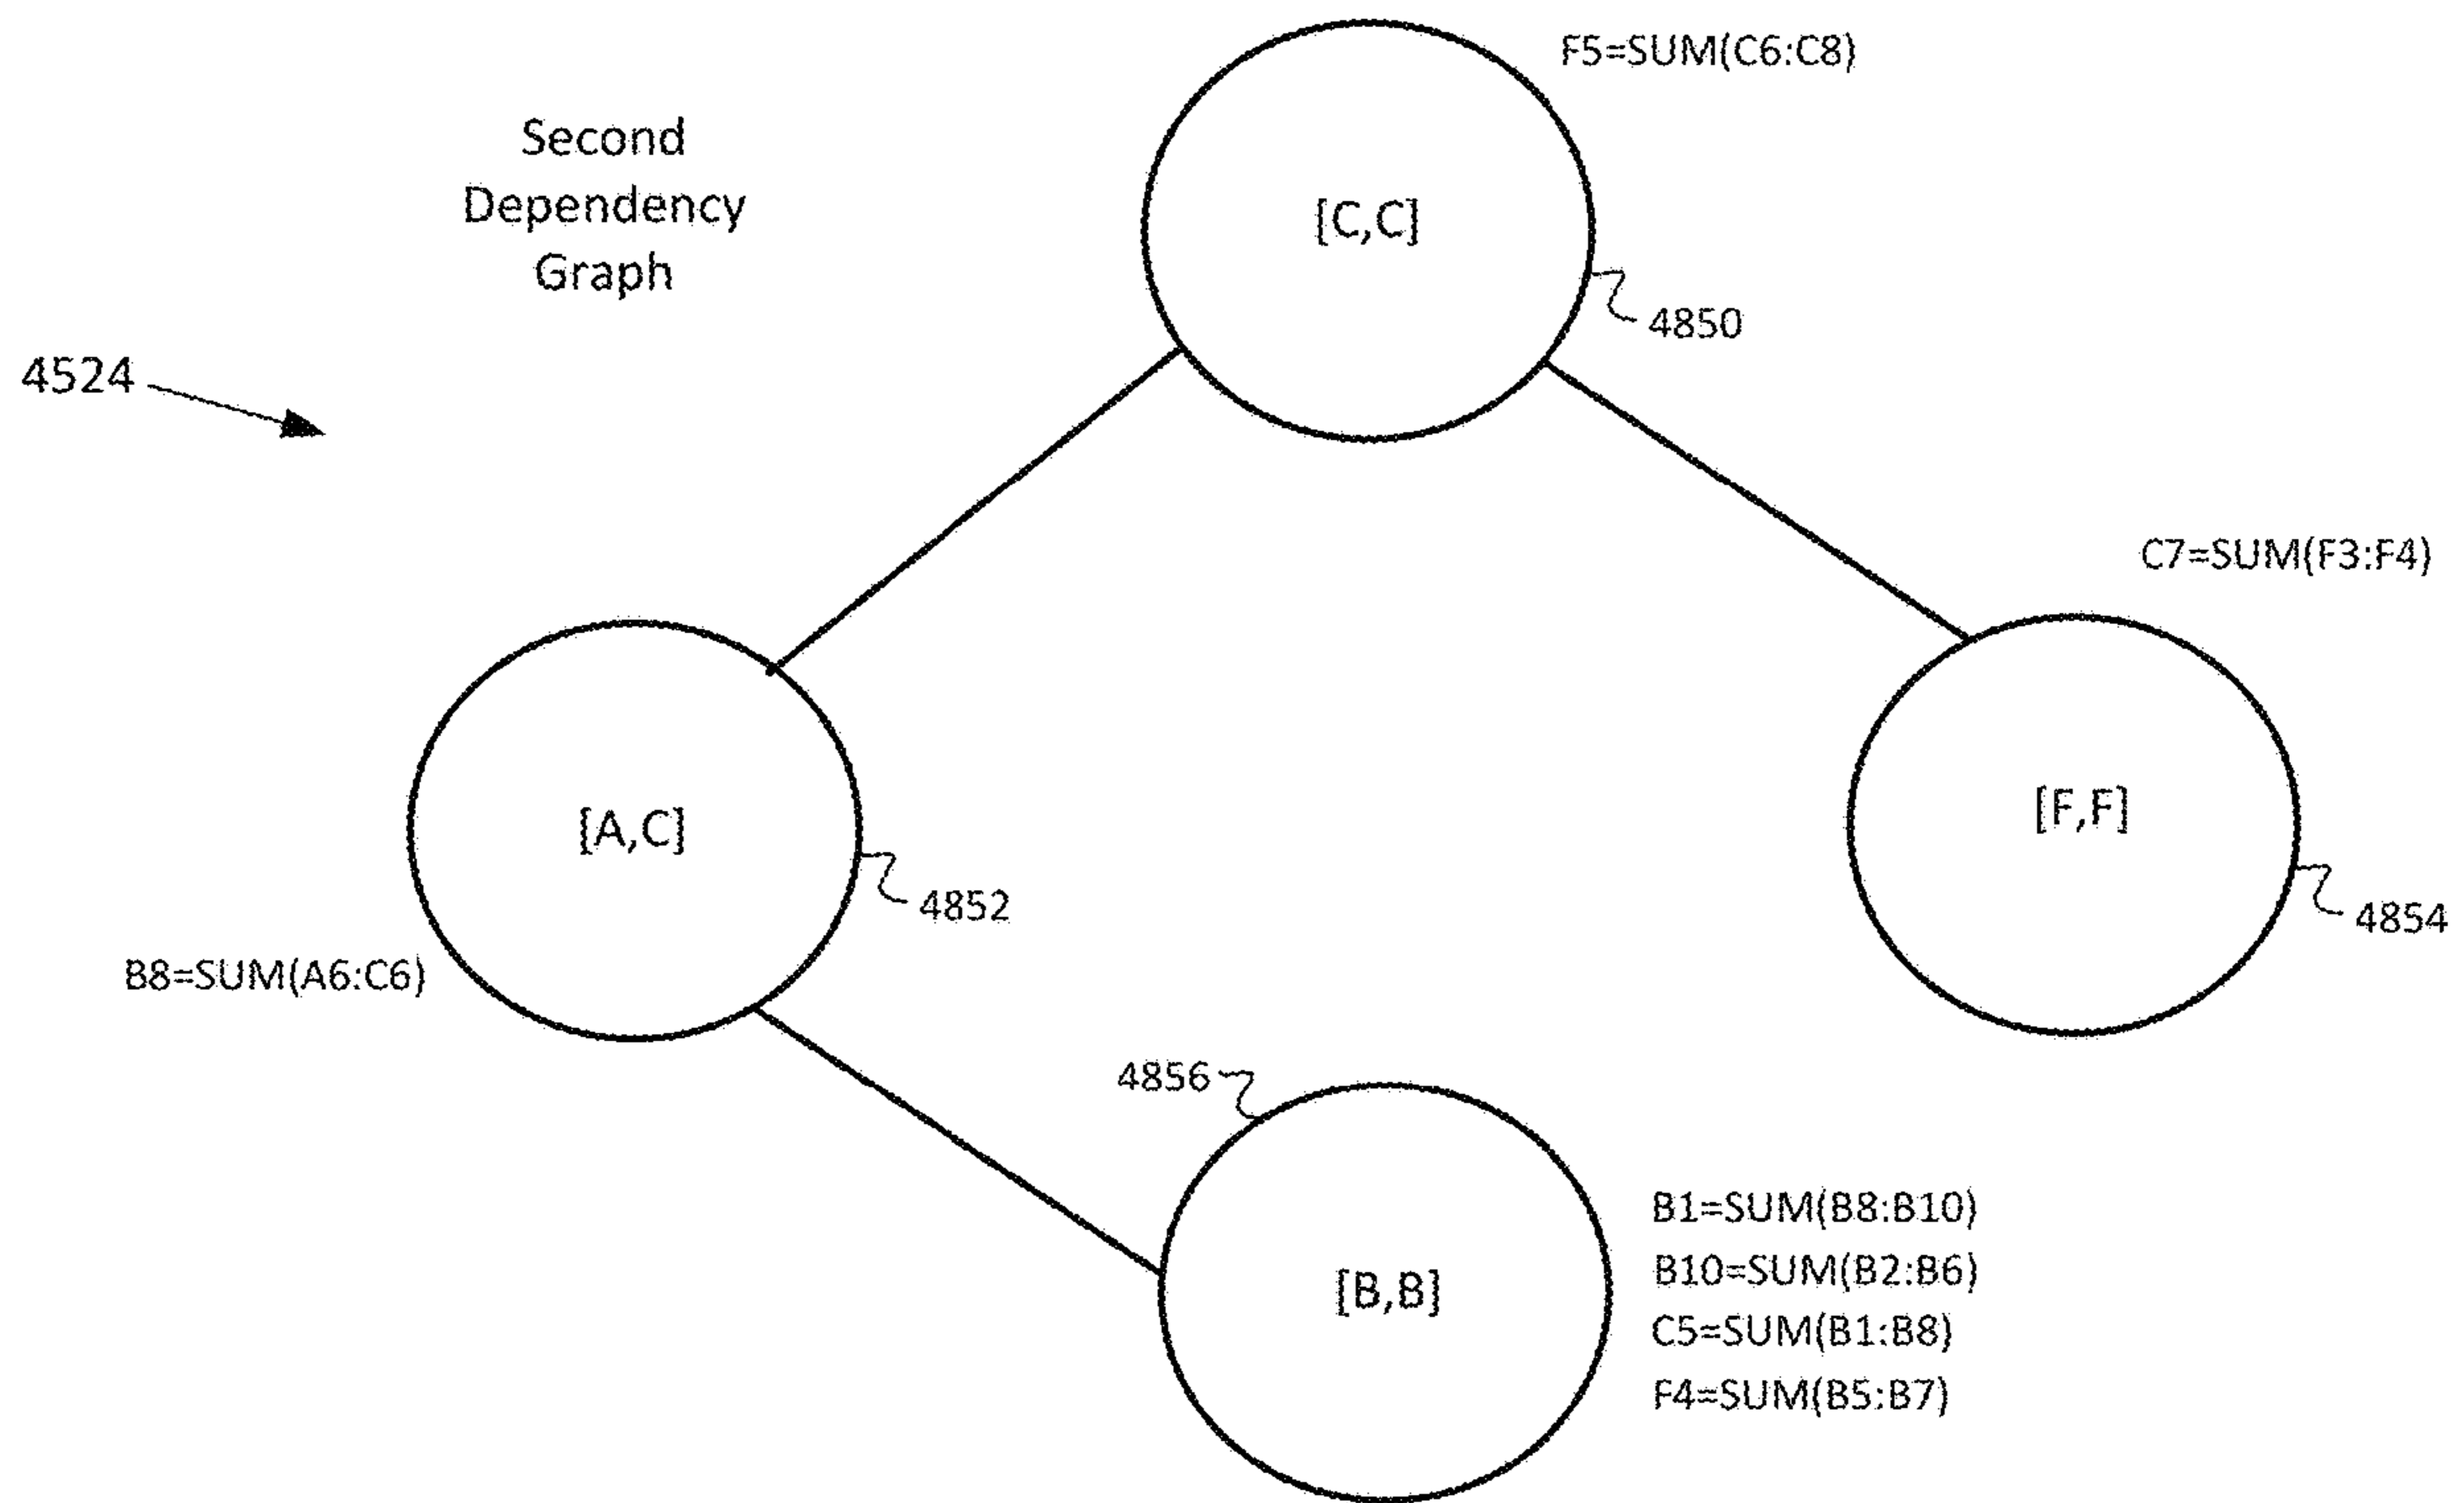 F5=SUM(C6:C8)
Second
Dependency
Graph
[C,C]
4850
4524
C7=SUM(F3:F4)
[A,C]
[F,F]
4852
4854
B8=SUM(A6:C6)
4856
B1=SUM(B8:B10)
B10=SUM(B2:B6)
[B,B]
C5=SUM(B1:B8)
F4=SUM(B5:B7)